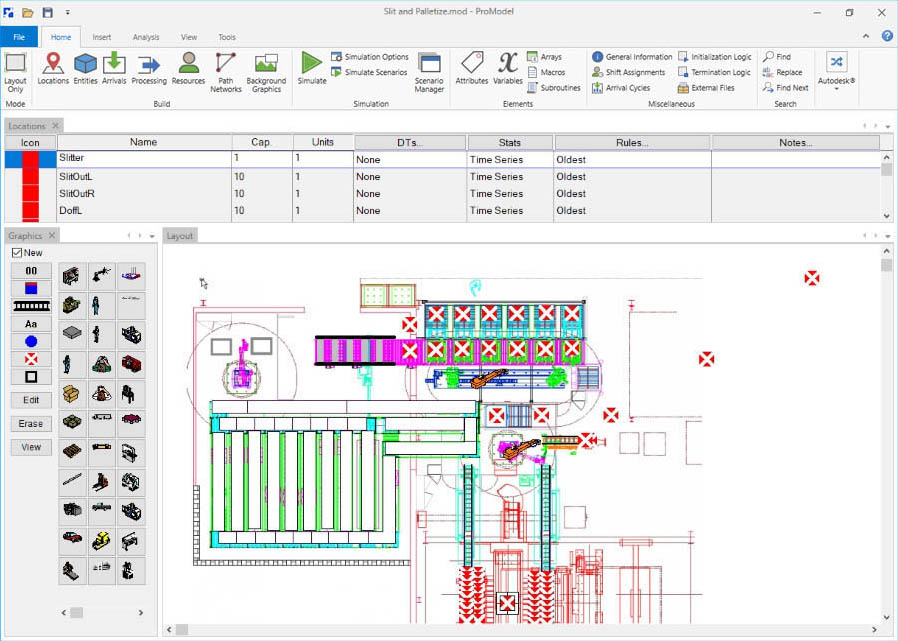 Slit and Palletize.mod - ProModel
File Home Insert Analysis View Tools
Layout Only
Locations Entities Arrivals Processing Resources Path Networks Background Graphics
Simulate
Simulation Options
Simulate Scenarios
Scenario Manager
Attributes Variables
Arrays
Macros
Subroutines
General Information
Shift Assignments
Arrival Cycles
Initialization Logic
Termination Logic
External Files
Find
Replace
Find Next
Autodesk®
Mode Build Simulation Elements Miscellaneous Search
Locations
Icon Name Cap. Units DTs... Stats Rules... Notes...
Slitter 1 1 None Time Series Oldest
SlitOutL 10 1 None Time Series Oldest
SlitOutR 10 1 None Time Series Oldest
DoffL 10 1 None Time Series Oldest
Graphics Layout
New
00
Aa
Edit
Erase
View